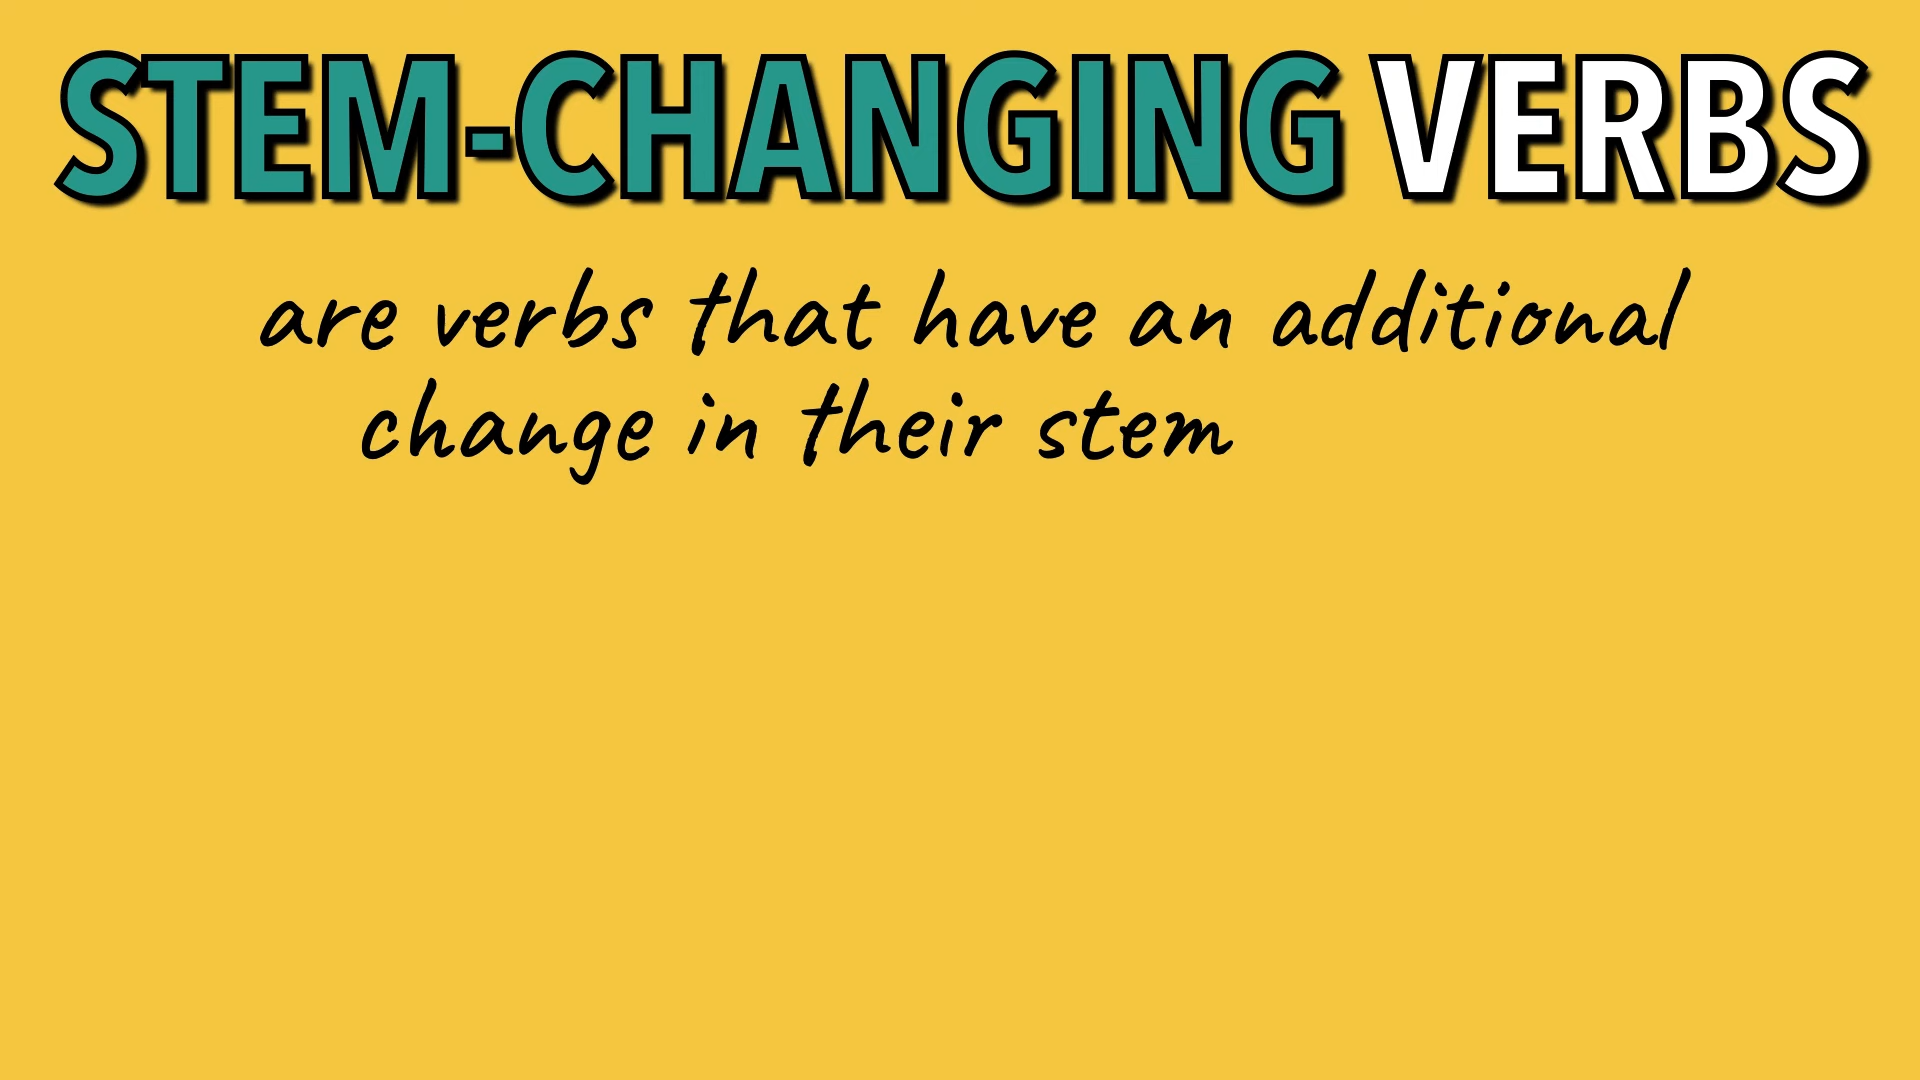 STEM-CHANGING VERBS
are verbs that have an additional
change in their stem